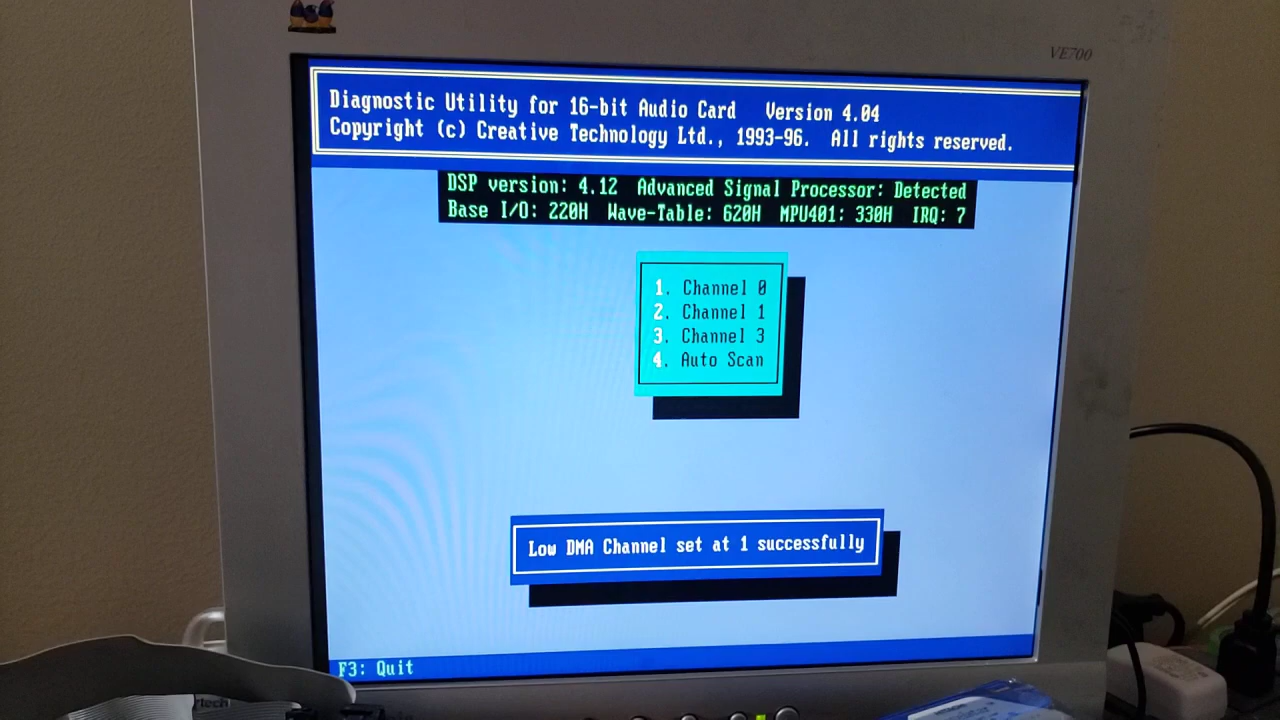 VE700
Diagnostic Utility for 16-bit Audio Card Version 4.04
Copyright (c) Creative Technology Ltd., 1993-96. All rights reserved.
DSP version: 4.12 Advanced Signal Processor: Detected
Base I/O: 220H Wave-Table: 620H MPU401: 330H IRQ: 7
1. Channel 0
2. Channel 1
3. Channel 3
4. Auto Scan
Low DMA Channel set at 1 successfully
F3: Quit